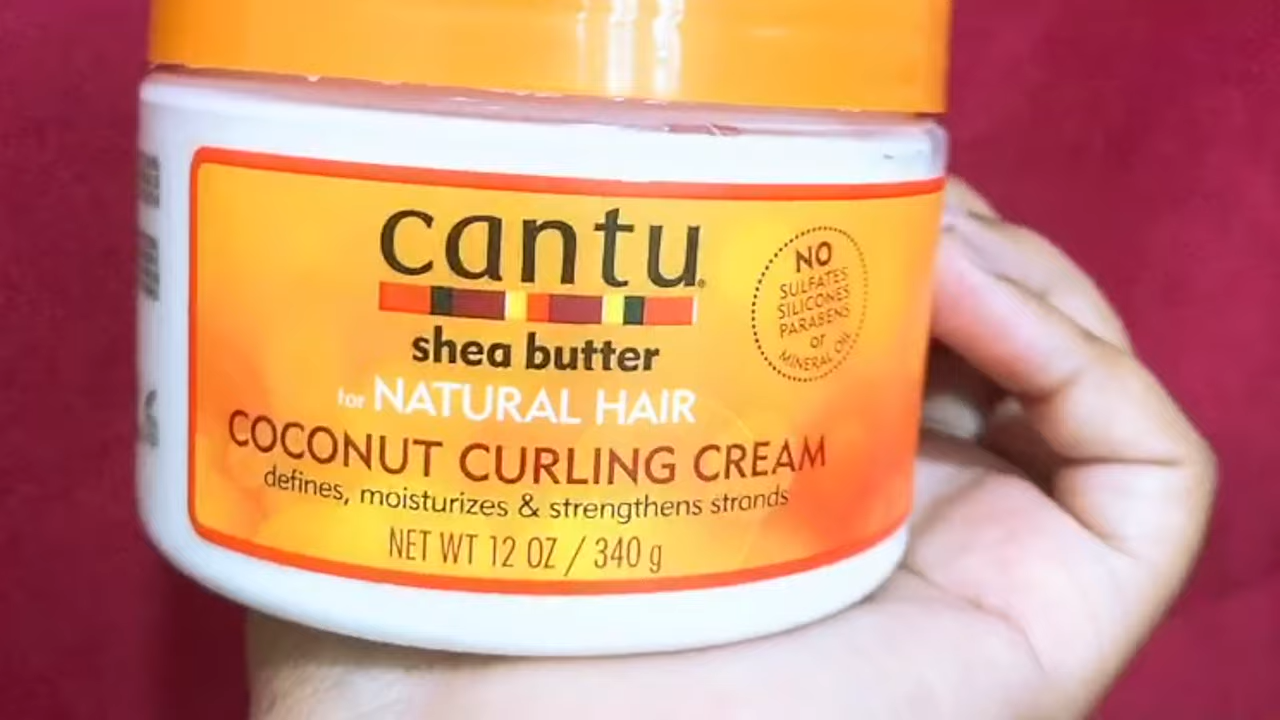 cantu
shea butter
for NATURAL HAIR
COCONUT CURLING CREAM
defines, moisturizes & strengthens strands
NET WT 12 OZ / 340 g
NO
SULFATES
SILICONES
PARABENS
or
MINERAL OIL